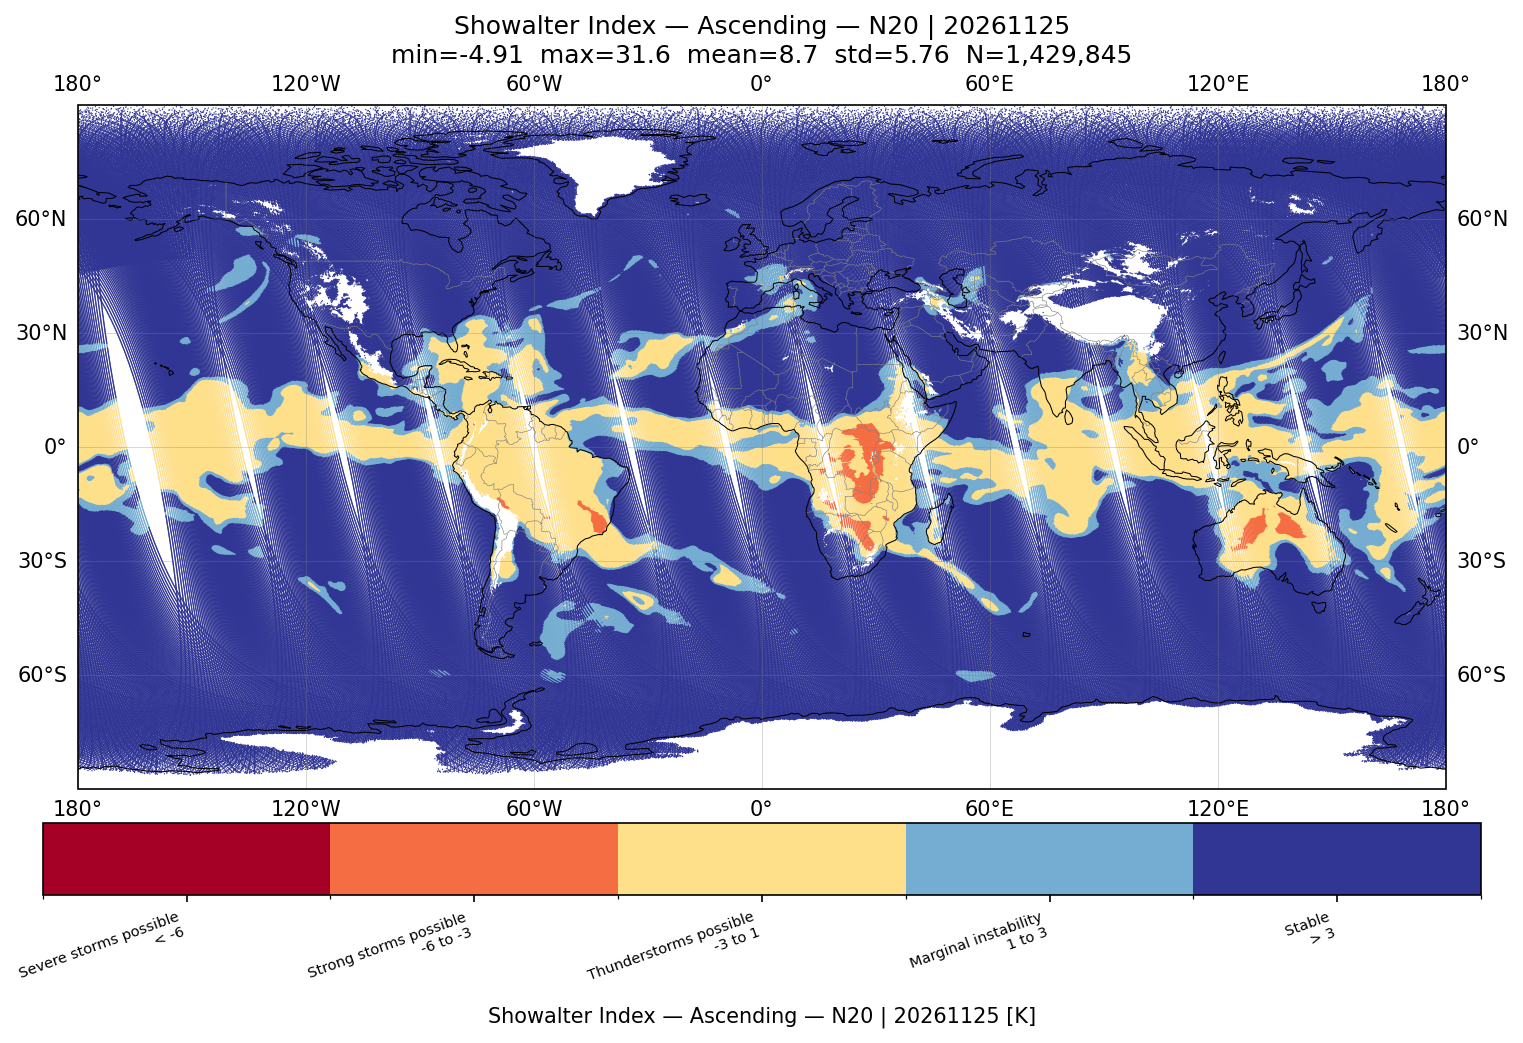 Showalter Index — Ascending — N20 | 20261125
min=-4.91 max=31.6 mean=8.7 std=5.76 N=1,429,845
180° 120°W 60°W 0° 60°E 120°E 180°
60°N 60°N
30°N 30°N
0° 0°
30°S 30°S
60°S 60°S
180° 120°W 60°W 0° 60°E 120°E 180°
Severe storms possible
< -6
Strong storms possible
-6 to -3
Thunderstorms possible
-3 to 1
Marginal instability
1 to 3
Stable
> 3
Showalter Index — Ascending — N20 | 20261125 [K]